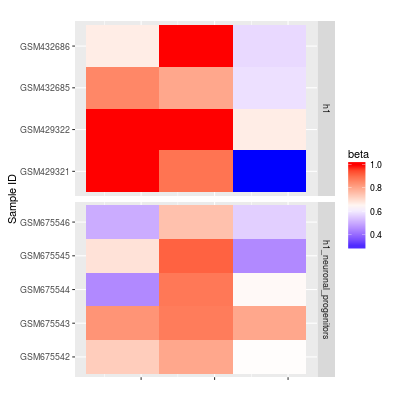 Sample ID
GSM432686
GSM432685
GSM429322
GSM429321
h1
GSM675546
GSM675545
GSM675544
GSM675543
GSM675542
h1_neuronal_progenitors
beta
1.0
0.8
0.6
0.4